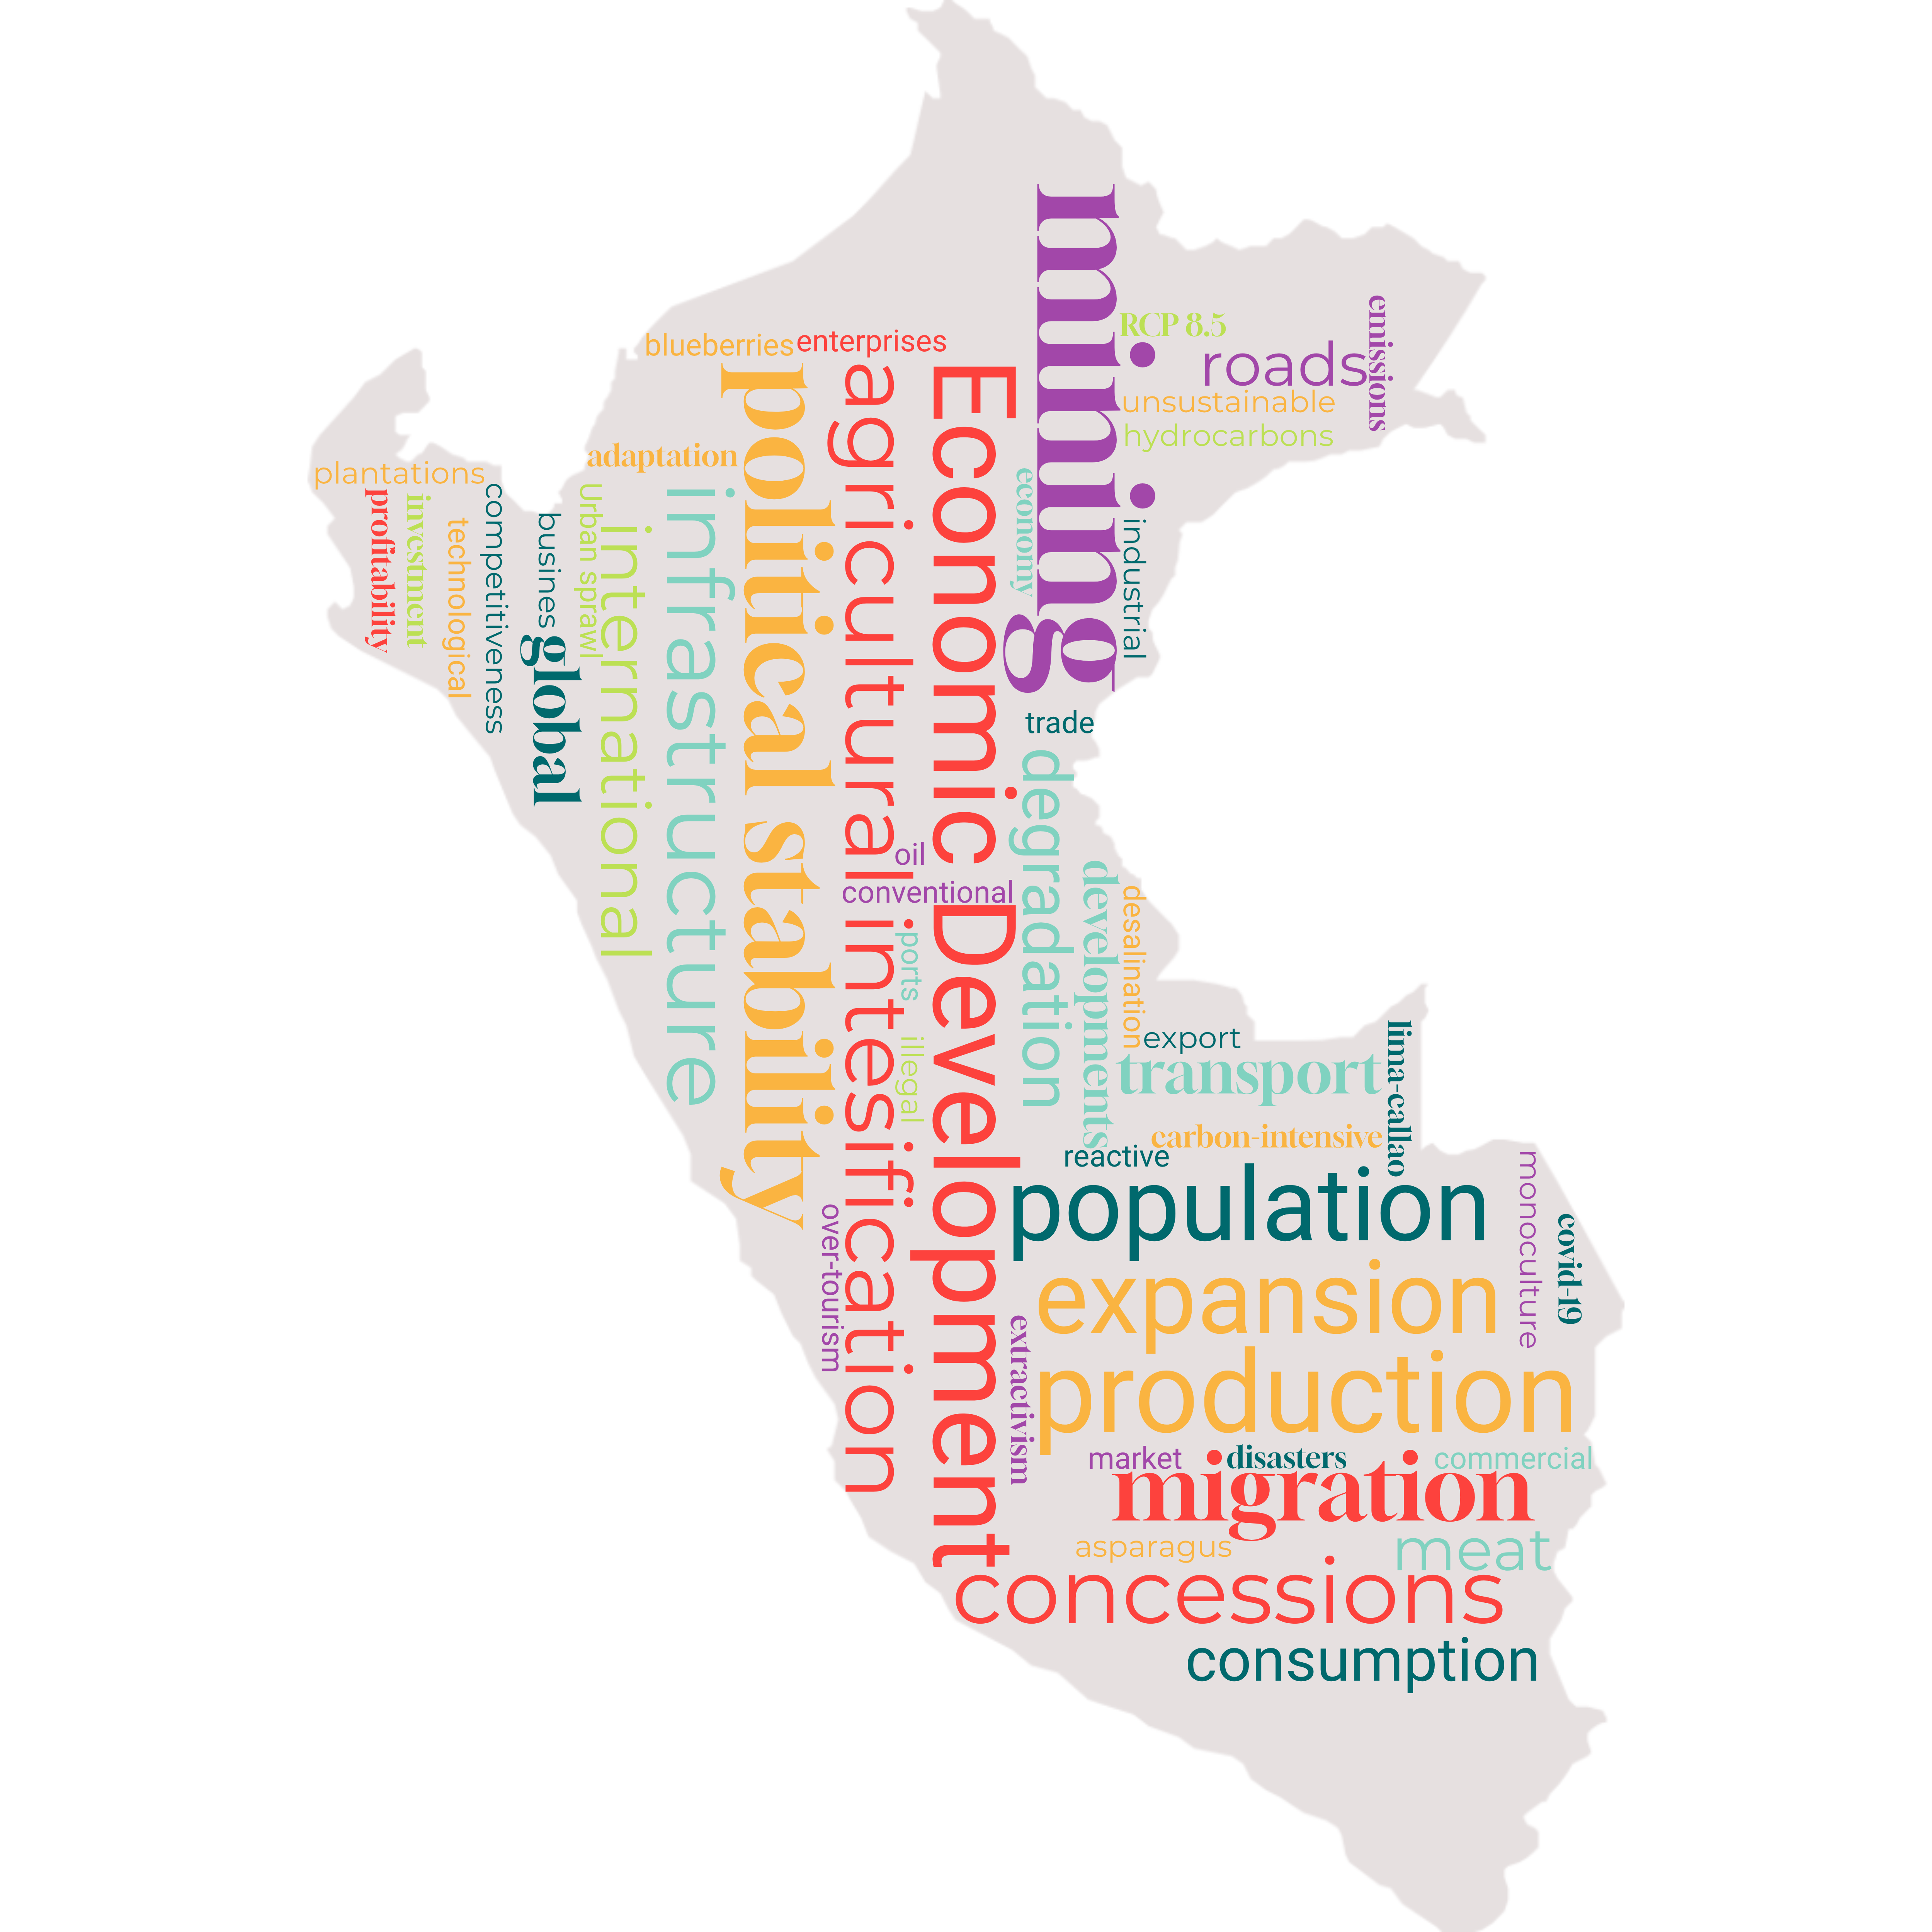 mining
RCP 8.5
emissions
roads
unsustainable
hydrocarbons
blueberries
enterprises
political stability
agricultural intesification
Economic Development
adaptation
plantations
profitability
investment
technological
competitiveness
busines
global
Urban sprawl
international
infrastructure
economy
industrial
trade
degradation
oil
conventional
ports
illegal
developments
desalination
export
transport
lima-callao
carbon-intensive
reactive
population
monoculture
covid-19
over-tourism
expansion
extractivism
production
market
disasters
commercial
migration
asparagus
meat
concessions
consumption